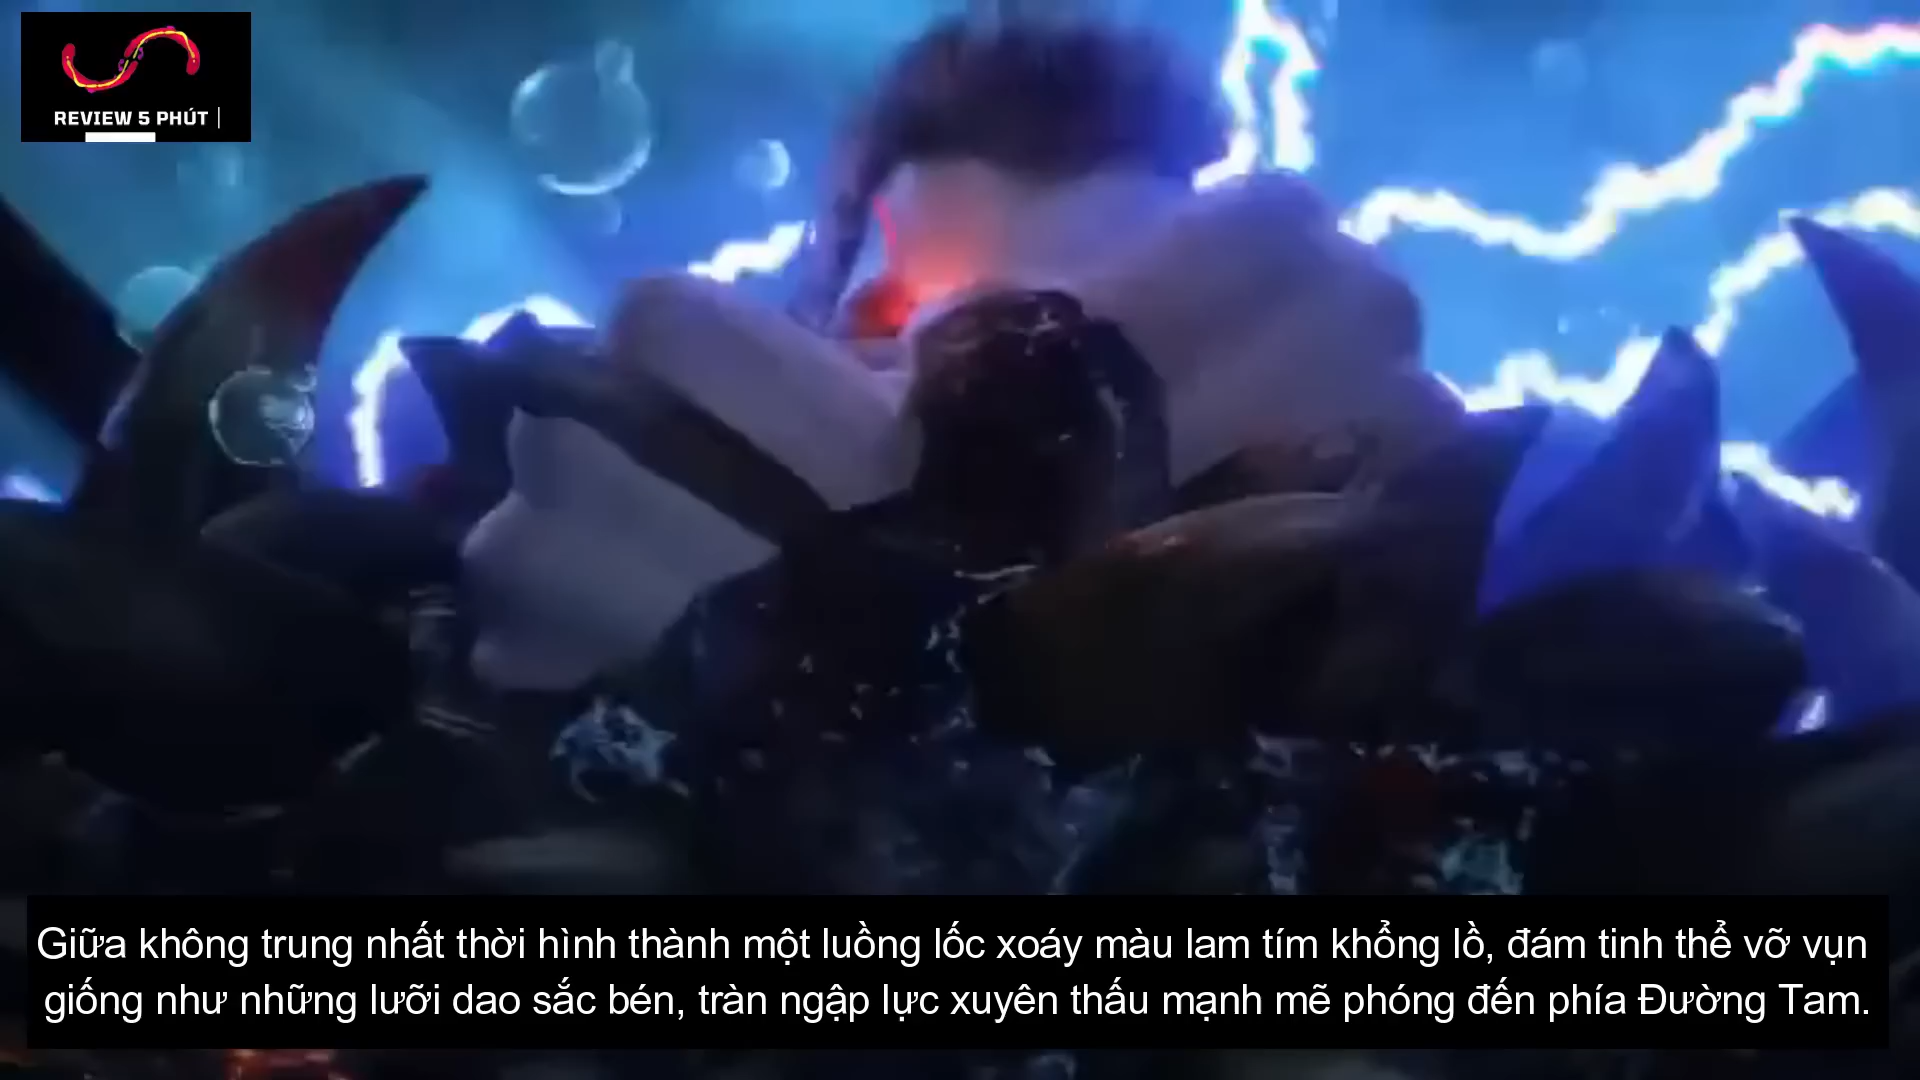 REVIEW 5 PHÚT
Giữa không trung nhất thời hình thành một luồng lốc xoáy màu lam tím khổng lồ, đám tinh thể vỡ vụn
giống như những lưỡi dao sắc bén, tràn ngập lực xuyên thấu mạnh mẽ phóng đến phía Đường Tam.